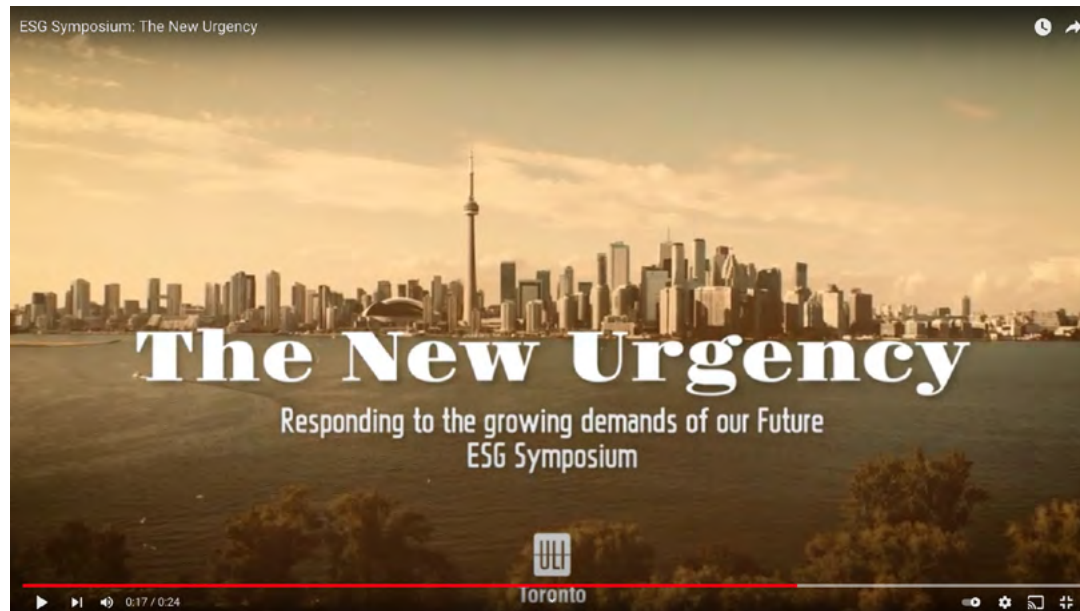 ESG Symposium: The New Urgency
The New Urgency
Responding to the growing demands of our Future
ESG Symposium
ULI
Toronto
0:17 / 0:24